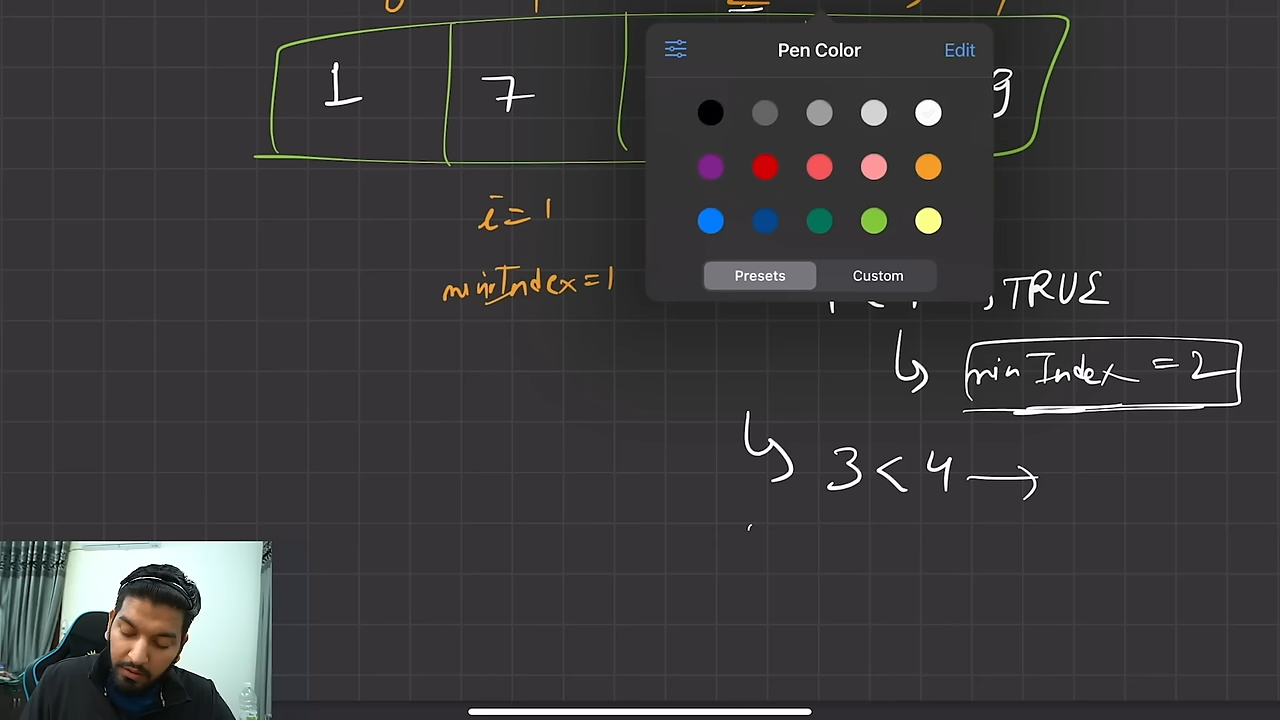 Pen Color
Edit
1
7
9
i = 1
minIndex = 1
Presets
Custom
, TRUE
minIndex = 2
3 < 4 →